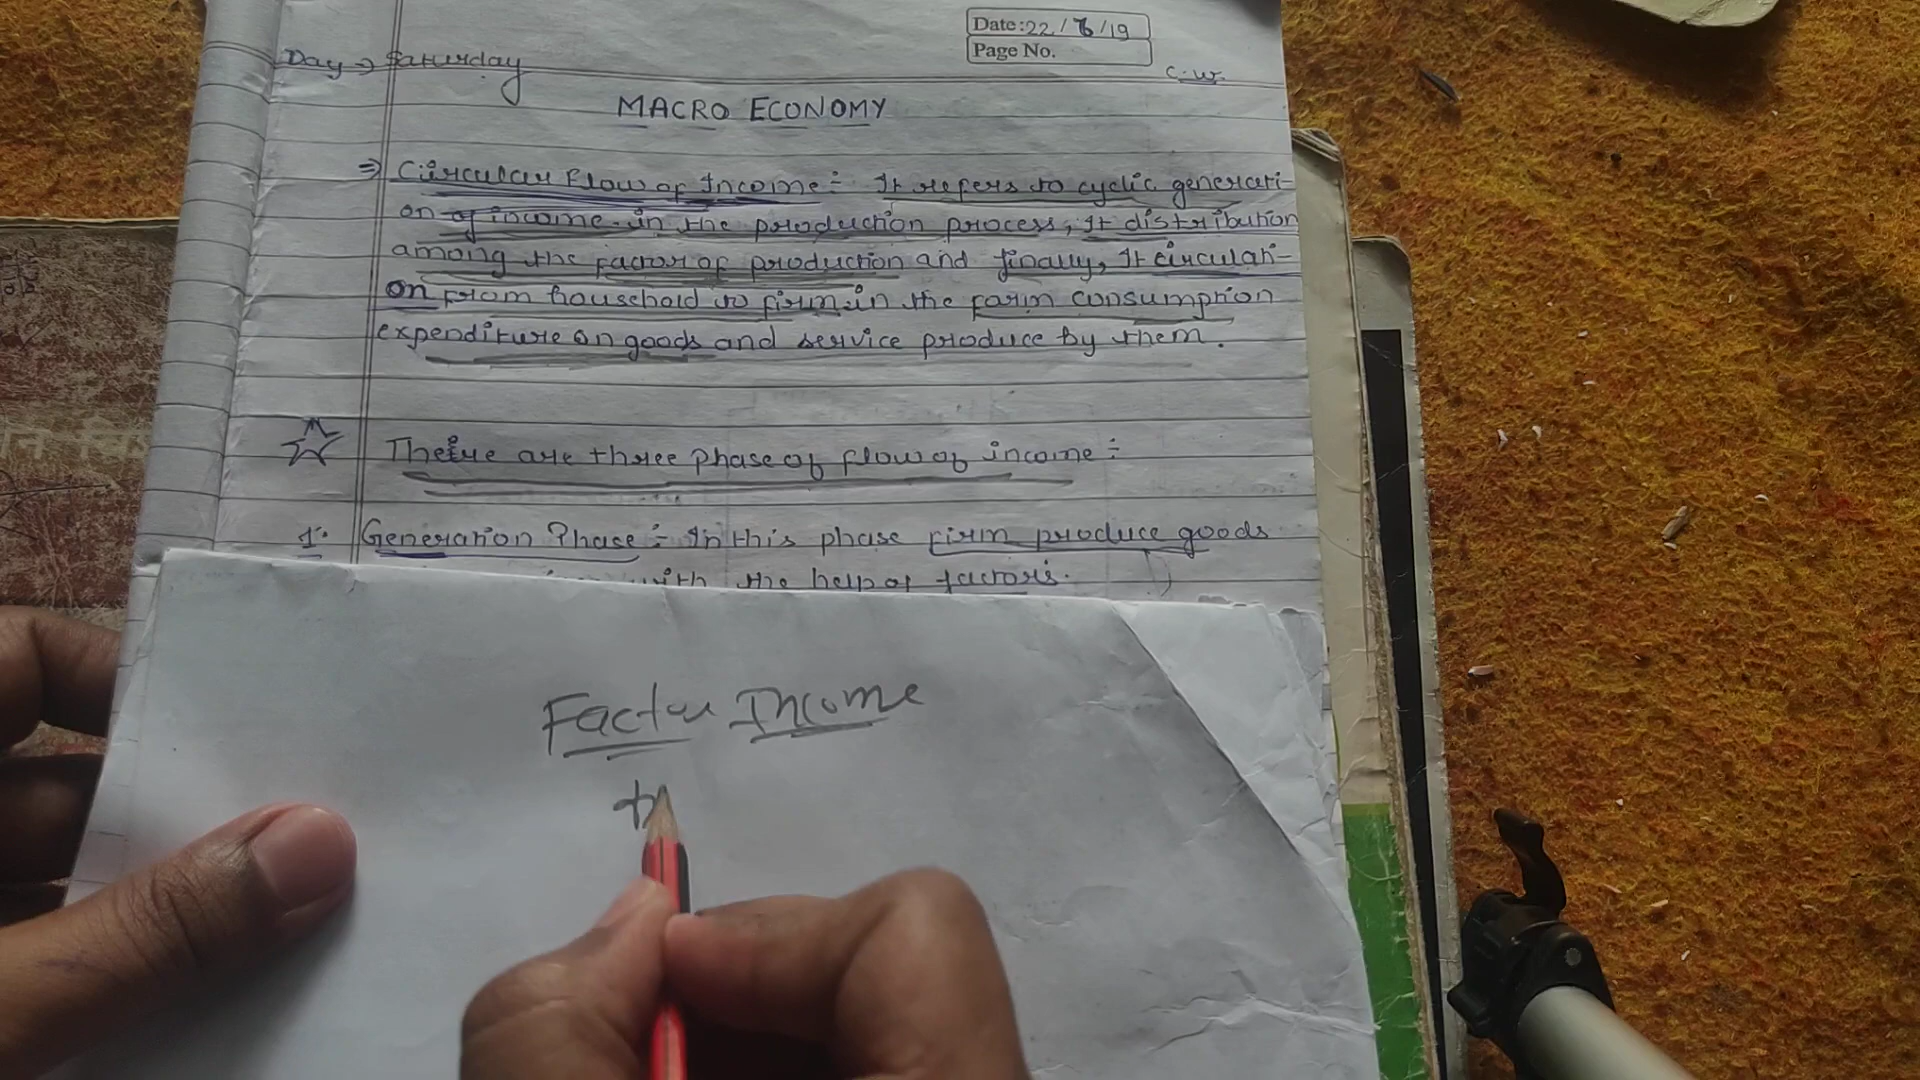 Date: 22/6/19
Page No.
Day → Saturday
C.W.
MACRO ECONOMY
⇒ Circular Flow of Income :- It refers to cyclic generati-
on of income in the production process, it distribution
among the factor of production and finally, It circulati-
on from household to firm in the form consumption
expenditure on goods and service produce by them.
☆ There are three phase of flow of income :-
1. Generation Phase :- In this phase firm produce goods
with the help of factors.
Factor Income